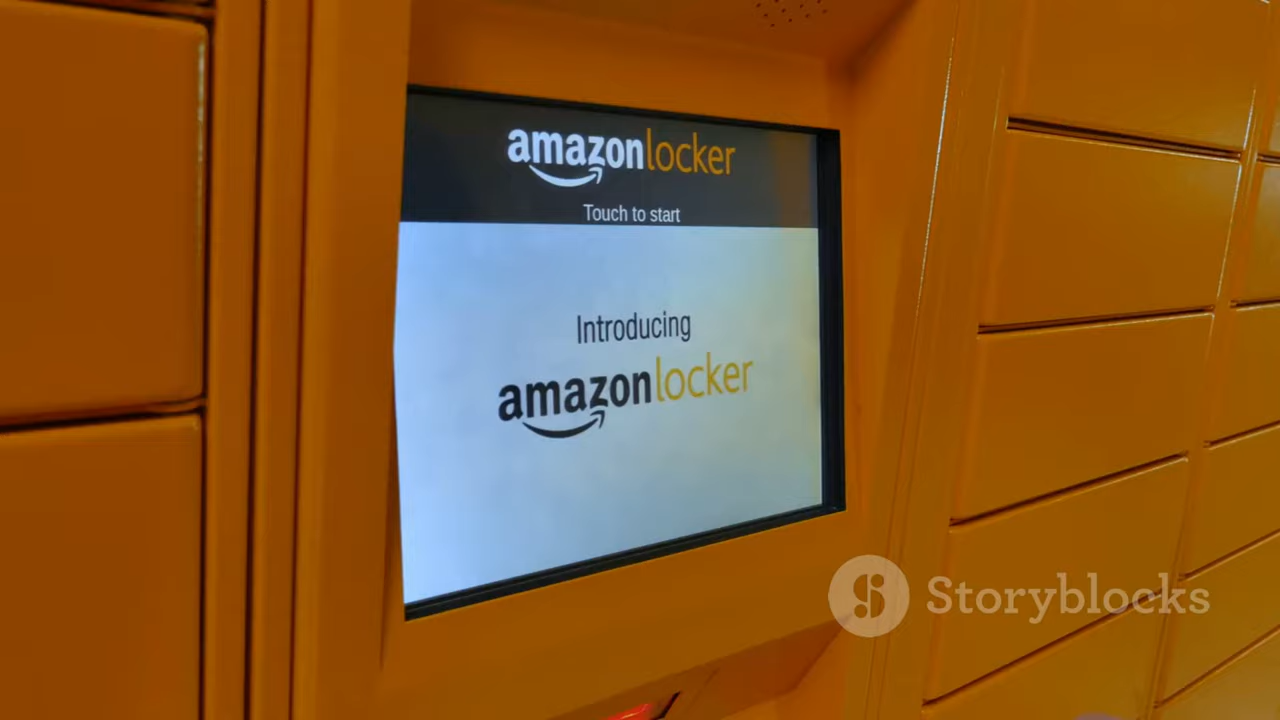 amazonlocker
Touch to start
Introducing
amazonlocker
Storyblocks